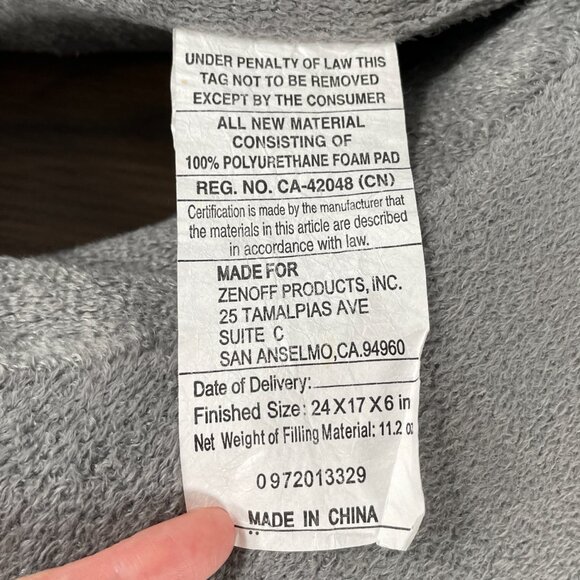 UNDER PENALTY OF LAW THIS
TAG NOT TO BE REMOVED
EXCEPT BY THE CONSUMER
ALL NEW MATERIAL
CONSISTING OF
100% POLYURETHANE FOAM PAD
REG. NO. CA-42048 (CN)
Certification is made by the manufacturer that
the materials in this article are described
in accordance with law.
MADE FOR
ZENOFF PRODUCTS, INC.
25 TAMALPIAS AVE
SUITE C
SAN ANSELMO,CA.94960
Date of Delivery:
Finished Size: 24X17X6 in
Net Weight of Filling Material: 11.2 oz
0972013329
MADE IN CHINA